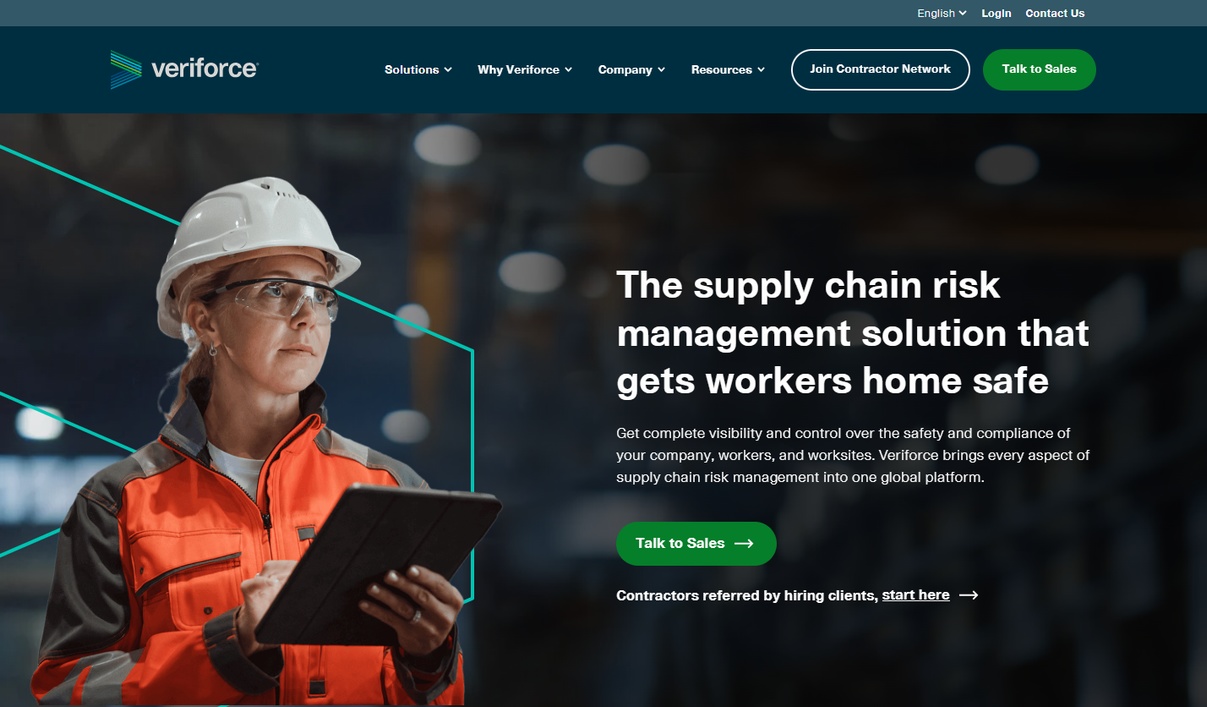 English
Login
Contact Us
veriforce
Solutions
Why Veriforce
Company
Resources
Join Contractor Network
Talk to Sales
The supply chain risk
management solution that
gets workers home safe
Get complete visibility and control over the safety and compliance of
your company, workers, and worksites. Veriforce brings every aspect of
supply chain risk management into one global platform.
Talk to Sales
Contractors referred by hiring clients, start here